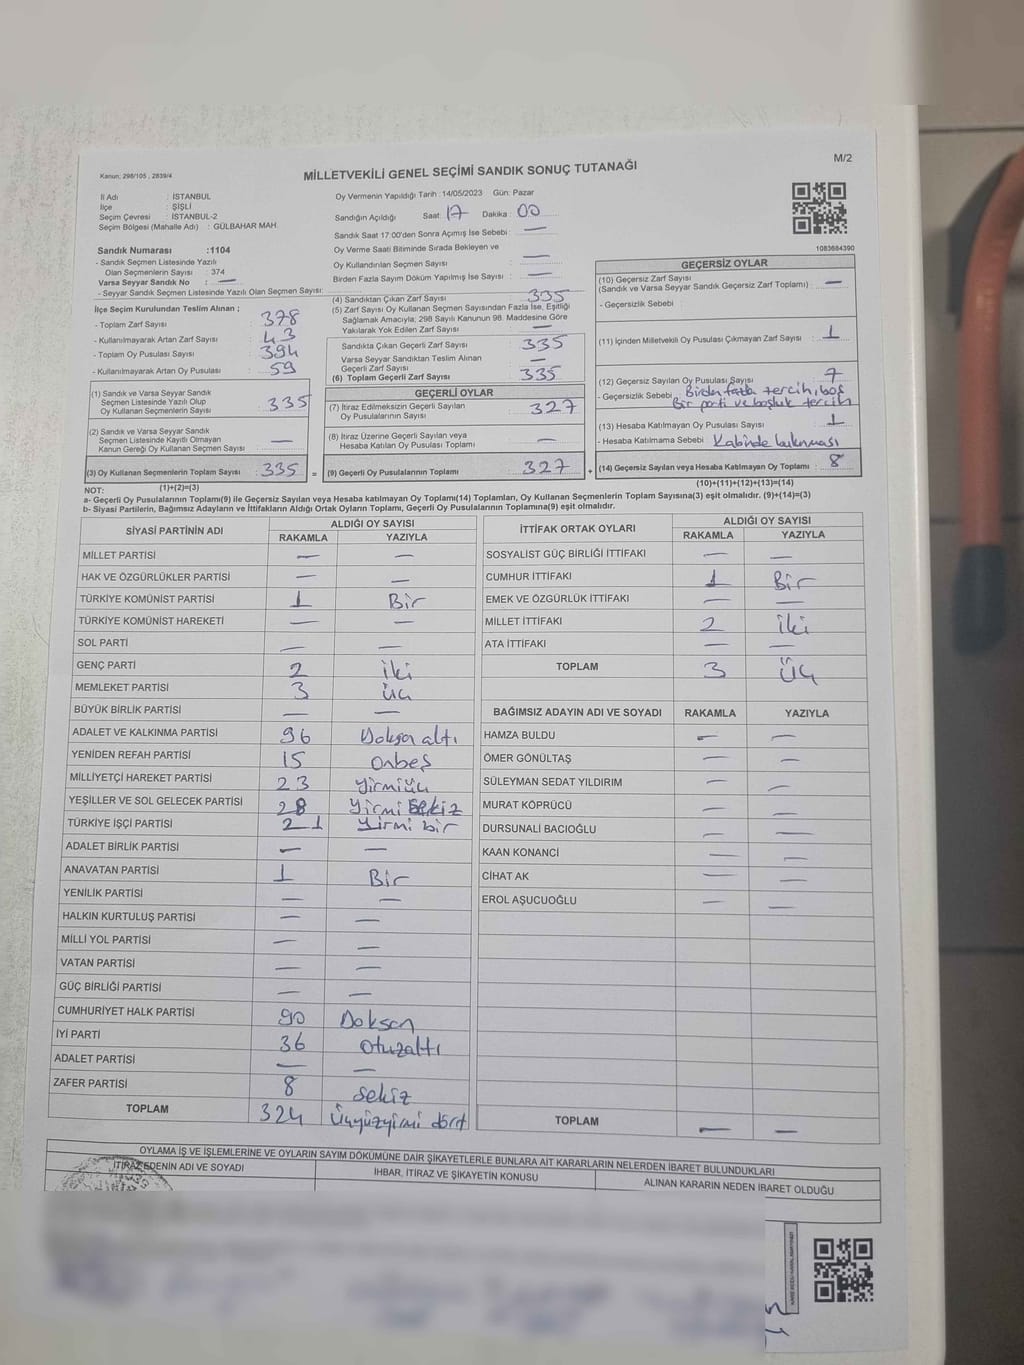 Kanun; 298/105 , 2839/4
MİLLETVEKİLİ GENEL SEÇİMİ SANDIK SONUÇ TUTANAĞI
M/2
İl Adı : İSTANBUL
İlçe : ŞİŞLİ
Seçim Çevresi : İSTANBUL-2
Seçim Bölgesi (Mahalle Adı) : GÜLBAHAR MAH.
Sandık Numarası :1104
- Sandık Seçmen Listesinde Yazılı
Olan Seçmenlerin Sayısı : 374
Varsa Seyyar Sandık No : —
- Seyyar Sandık Seçmen Listesinde Yazılı Olan Seçmen Sayısı:
İlçe Seçim Kurulundan Teslim Alınan ;
- Toplam Zarf Sayısı : 378
- Kullanılmayarak Artan Zarf Sayısı : 43
- Toplam Oy Pusulası Sayısı : 394
- Kullanılmayarak Artan Oy Pusulası : 59
(1) Sandık ve Varsa Seyyar Sandık
Seçmen Listesinde Yazılı Olup
Oy Kullanan Seçmenlerin Sayısı : 335
(2) Sandık ve Varsa Seyyar Sandık
Seçmen Listesinde Kayıtlı Olmayan
Kanun Gereği Oy Kullanan Seçmen Sayısı : —
(3) Oy Kullanan Seçmenlerin Toplam Sayısı : 335 =
(1)+(2)=(3)
Oy Vermenin Yapıldığı Tarih : 14/05/2023 Gün: Pazar
Sandığın Açıldığı Saat: 17 Dakika : 00
Sandık Saat 17:00'den Sonra Açımış İse Sebebi : —
Oy Verme Saati Bitiminde Sırada Bekleyen ve
Oy Kullandırılan Seçmen Sayısı : —
Birden Fazla Sayım Döküm Yapılmış İse Sayısı : —
(4) Sandıktan Çıkan Zarf Sayısı : 335
(5) Zarf Sayısı Oy Kullanan Seçmen Sayısından Fazla İse, Eşitliği
Sağlamak Amacıyla; 298 Sayılı Kanunun 98. Maddesine Göre
Yakılarak Yok Edilen Zarf Sayısı : —
Sandıkta Çıkan Geçerli Zarf Sayısı : 335
Varsa Seyyar Sandıktan Teslim Alınan
Geçerli Zarf Sayısı : —
(6) Toplam Geçerli Zarf Sayısı : 335
GEÇERLİ OYLAR
(7) İtiraz Edilmeksizin Geçerli Sayılan
Oy Pusulalarının Sayısı : 327
(8) İtiraz Üzerine Geçerli Sayılan veya
Hesaba Katılan Oy Pusulası Toplamı : —
(9) Geçerli Oy Pusulalarının Toplamı : 327 +
1083684390
GEÇERSİZ OYLAR
(10) Geçersiz Zarf Sayısı
(Sandık ve Varsa Seyyar Sandık Geçersiz Zarf Toplamı) : —
- Geçersizlik Sebebi :
(11) İçinden Milletvekili Oy Pusulası Çıkmayan Zarf Sayısı : 1
(12) Geçersiz Sayılan Oy Pusulası Sayısı : 7
- Geçersizlik Sebebi : Birden fazla tercih, boş
Bir parti ve boşluk tercih
(13) Hesaba Katılmayan Oy Pusulası Sayısı : 1
- Hesaba Katılmama Sebebi : Kabinde bulunması
(14) Geçersiz Sayılan veya Hesaba Katılmayan Oy Toplamı : 8
(10)+(11)+(12)+(13)=(14)
NOT:
a- Geçerli Oy Pusulalarının Toplamı(9) ile Geçersiz Sayılan veya Hesaba katılmayan Oy Toplamı(14) Toplamları, Oy Kullanan Seçmenlerin Toplam Sayısına(3) eşit olmalıdır. (9)+(14)=(3)
b- Siyasi Partilerin, Bağımsız Adayların ve İttifakların Aldığı Ortak Oyların Toplamı, Geçerli Oy Pusulalarının Toplamına(9) eşit olmalıdır.
SİYASİ PARTİNİN ADI ALDIĞI OY SAYISI
RAKAMLA YAZIYLA
MİLLET PARTİSİ — —
HAK VE ÖZGÜRLÜKLER PARTİSİ — —
TÜRKİYE KOMÜNİST PARTİSİ 1 Bir
TÜRKİYE KOMÜNİST HAREKETİ — —
SOL PARTİ — —
GENÇ PARTİ 2 iki
MEMLEKET PARTİSİ 3 üç
BÜYÜK BİRLİK PARTİSİ — —
ADALET VE KALKINMA PARTİSİ 96 Doksan altı
YENİDEN REFAH PARTİSİ 15 onbeş
MİLLİYETÇİ HAREKET PARTİSİ 23 yirmiüç
YEŞİLLER VE SOL GELECEK PARTİSİ 28 Yirmi sekiz
TÜRKİYE İŞÇİ PARTİSİ 21 Yirmi bir
ADALET BİRLİK PARTİSİ — —
ANAVATAN PARTİSİ 1 Bir
YENİLİK PARTİSİ — —
HALKIN KURTULUŞ PARTİSİ — —
MİLLİ YOL PARTİSİ — —
VATAN PARTİSİ — —
GÜÇ BİRLİĞİ PARTİSİ — —
CUMHURİYET HALK PARTİSİ 90 Doksan
İYİ PARTİ 36 otuzaltı
ADALET PARTİSİ — —
ZAFER PARTİSİ 8 sekiz
TOPLAM 324 Üçyüzyirmi dört
İTTİFAK ORTAK OYLARI ALDIĞI OY SAYISI
RAKAMLA YAZIYLA
SOSYALİST GÜÇ BİRLİĞİ İTTİFAKI — —
CUMHUR İTTİFAKI 1 Bir
EMEK VE ÖZGÜRLÜK İTTİFAKI — —
MİLLET İTTİFAKI 2 iki
ATA İTTİFAKI — —
TOPLAM 3 üç
BAĞIMSIZ ADAYIN ADI VE SOYADI RAKAMLA YAZIYLA
HAMZA BULDU — —
ÖMER GÖNÜLTAŞ — —
SÜLEYMAN SEDAT YILDIRIM — —
MURAT KÖPRÜCÜ — —
DURSUNALİ BACIOĞLU — —
KAAN KONANCİ — —
CİHAT AK — —
EROL AŞUCUOĞLU — —
TOPLAM — —
OYLAMA İŞ VE İŞLEMLERİNE VE OYLARIN SAYIM DÖKÜMÜNE DAİR ŞİKAYETLERLE BUNLARA AİT KARARLARIN NELERDEN İBARET BULUNDUKLARI
İTİRAZ EDENİN ADI VE SOYADI İHBAR, İTİRAZ VE ŞİKAYETİN KONUSU ALINAN KARARIN NEDEN İBARET OLDUĞU